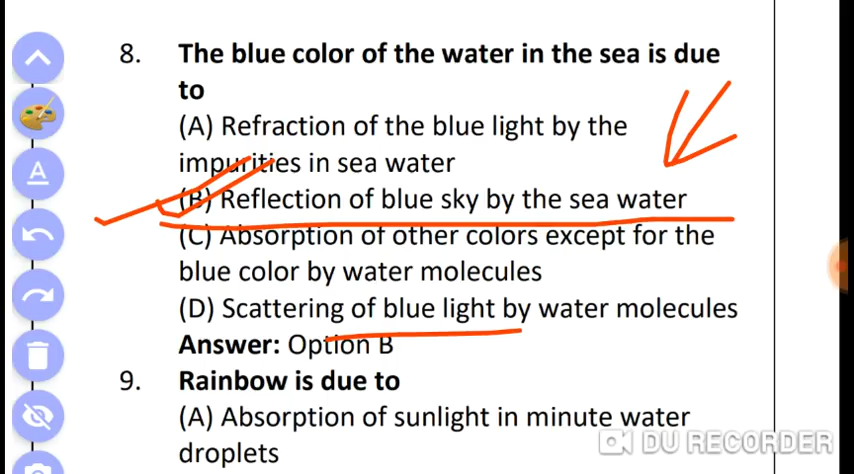 8. The blue color of the water in the sea is due
to
(A) Refraction of the blue light by the
impurities in sea water
(B) Reflection of blue sky by the sea water
(C) Absorption of other colors except for the
blue color by water molecules
(D) Scattering of blue light by water molecules
Answer: Option B
9. Rainbow is due to
(A) Absorption of sunlight in minute water
droplets
DU RECORDER
A